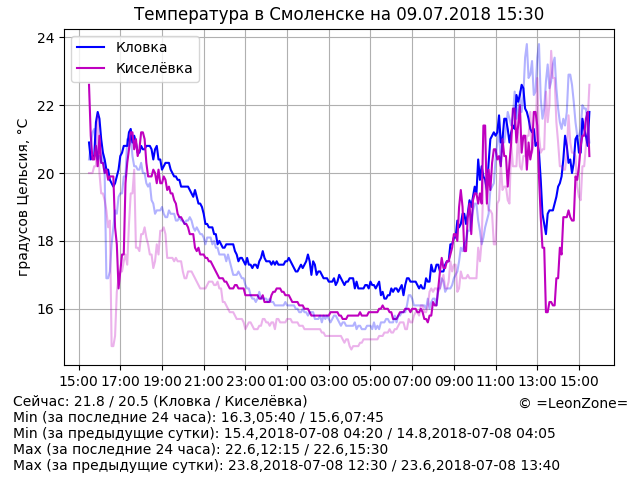 Температура в Смоленске на 09.07.2018 15:30
градусов Цельсия, °C
24
22
20
18
16
Кловка
Киселёвка
15:00 17:00 19:00 21:00 23:00 01:00 03:00 05:00 07:00 09:00 11:00 13:00 15:00
Сейчас: 21.8 / 20.5 (Кловка / Киселёвка)
© =LeonZone=
Min (за последние 24 часа): 16.3,05:40 / 15.6,07:45
Min (за предыдущие сутки): 15.4,2018-07-08 04:20 / 14.8,2018-07-08 04:05
Max (за последние 24 часа): 22.6,12:15 / 22.6,15:30
Max (за предыдущие сутки): 23.8,2018-07-08 12:30 / 23.6,2018-07-08 13:40